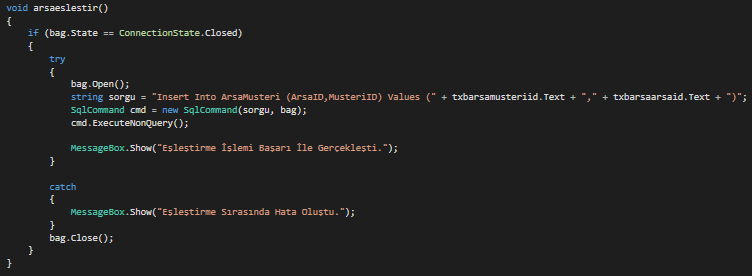 void arsaeslestir()
{
if (bag.State == ConnectionState.Closed)
{
try
{
bag.Open();
string sorgu = "Insert Into ArsaMusteri (ArsaID,MusteriID) Values (" + txbarsamusteriid.Text + "," + txbarsaarsaid.Text + ")";
SqlCommand cmd = new SqlCommand(sorgu, bag);
cmd.ExecuteNonQuery();
MessageBox.Show("Eşleştirme İşlemi Başarı İle Gerçekleşti.");
}
catch
{
MessageBox.Show("Eşleştirme Sırasında Hata Oluştu.");
}
bag.Close();
}
}